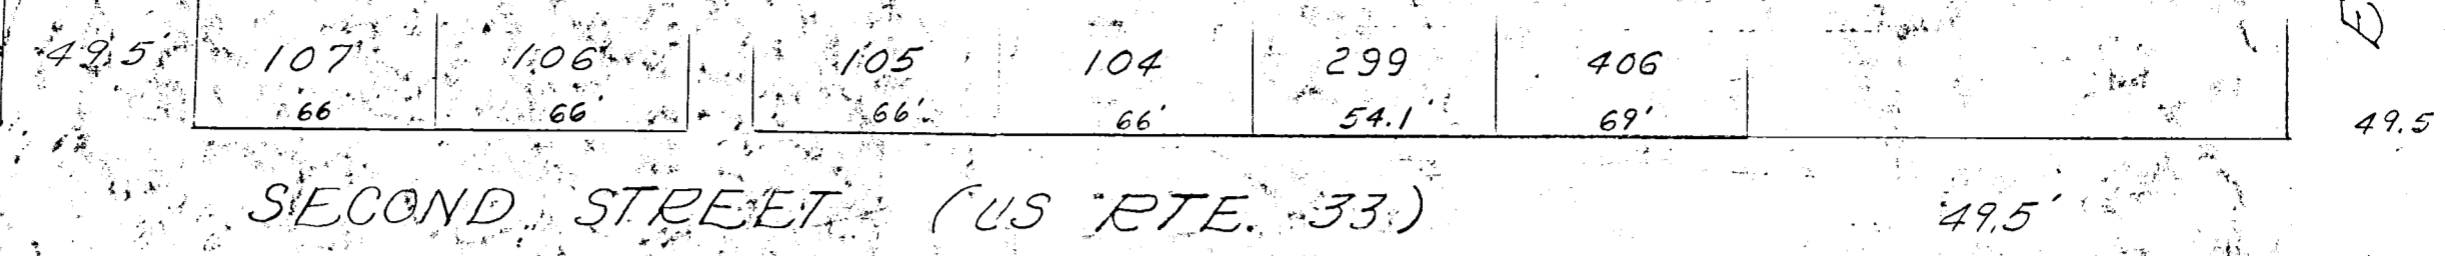 49.5' 107 106 105 104 299 406
66 66' 66' 66' 54.1' 69' 49.5
SECOND STREET (US RTE. 33) 49.5'